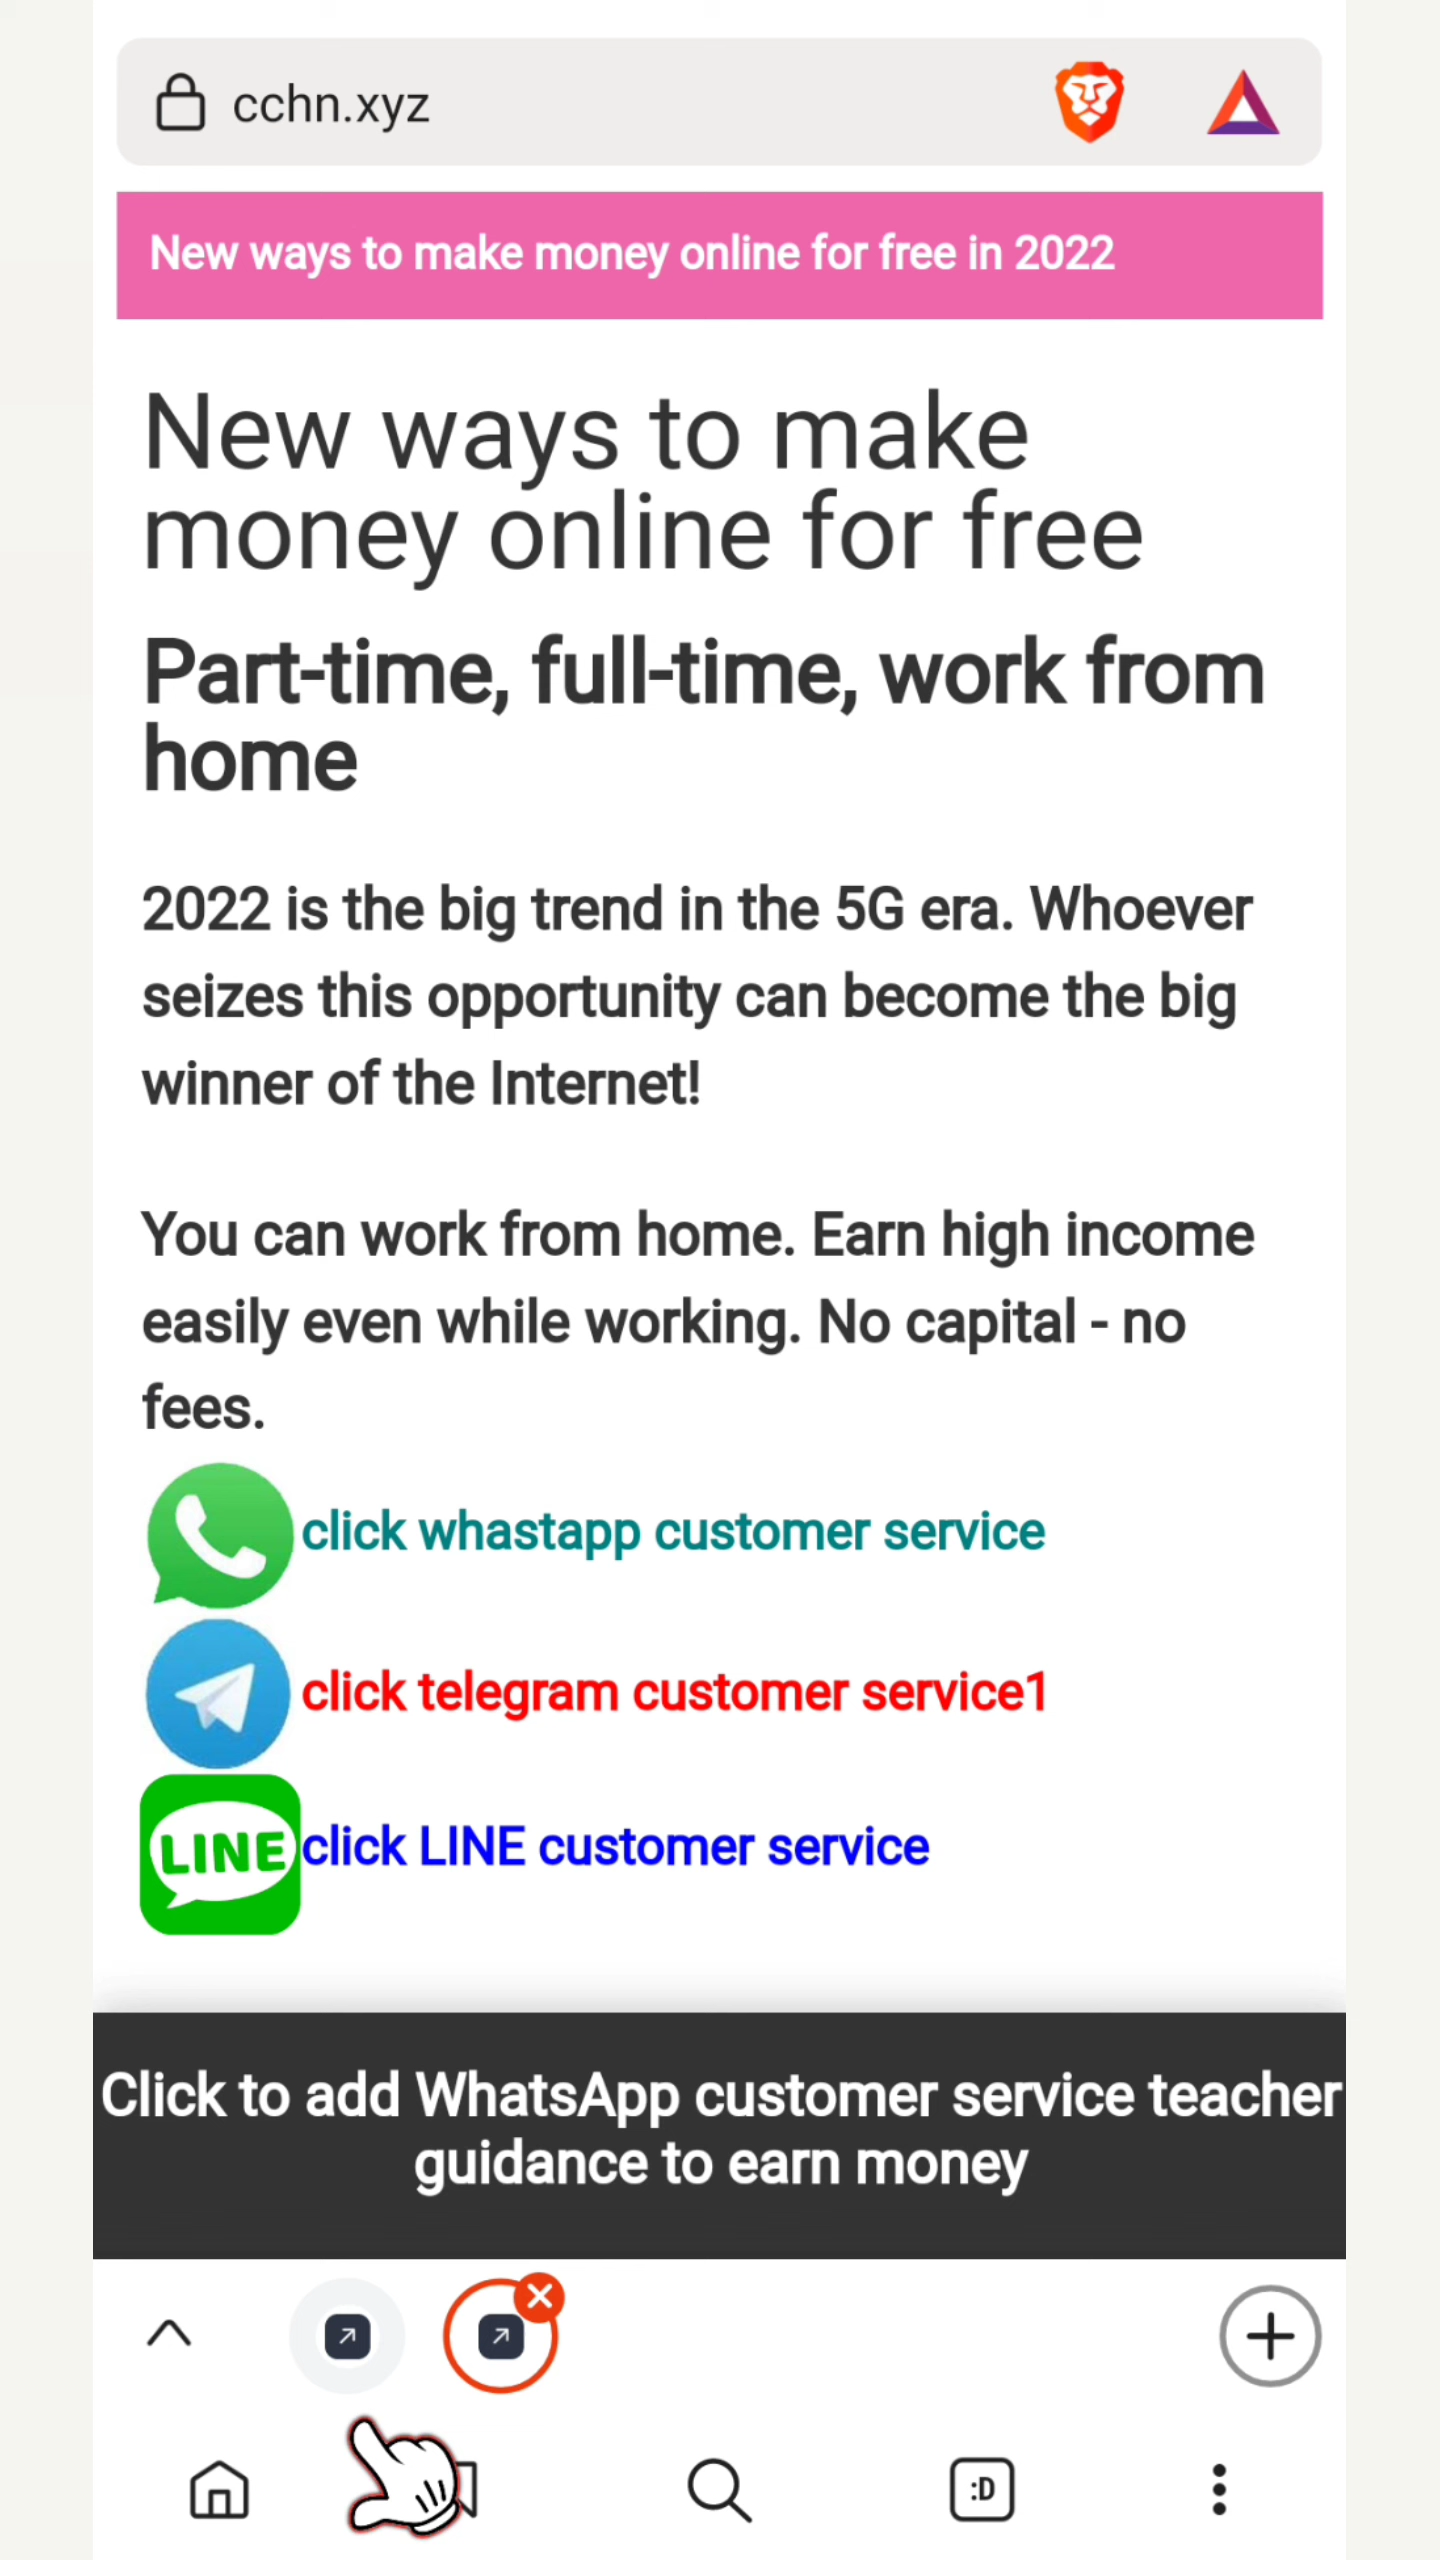 cchn.xyz
New ways to make money online for free in 2022
New ways to make
money online for free
Part-time, full-time, work from
home
2022 is the big trend in the 5G era. Whoever
seizes this opportunity can become the big
winner of the Internet!
You can work from home. Earn high income
easily even while working. No capital - no
fees.
click whastapp customer service
click telegram customer service1
LINE click LINE customer service
Click to add WhatsApp customer service teacher
guidance to earn money
:D